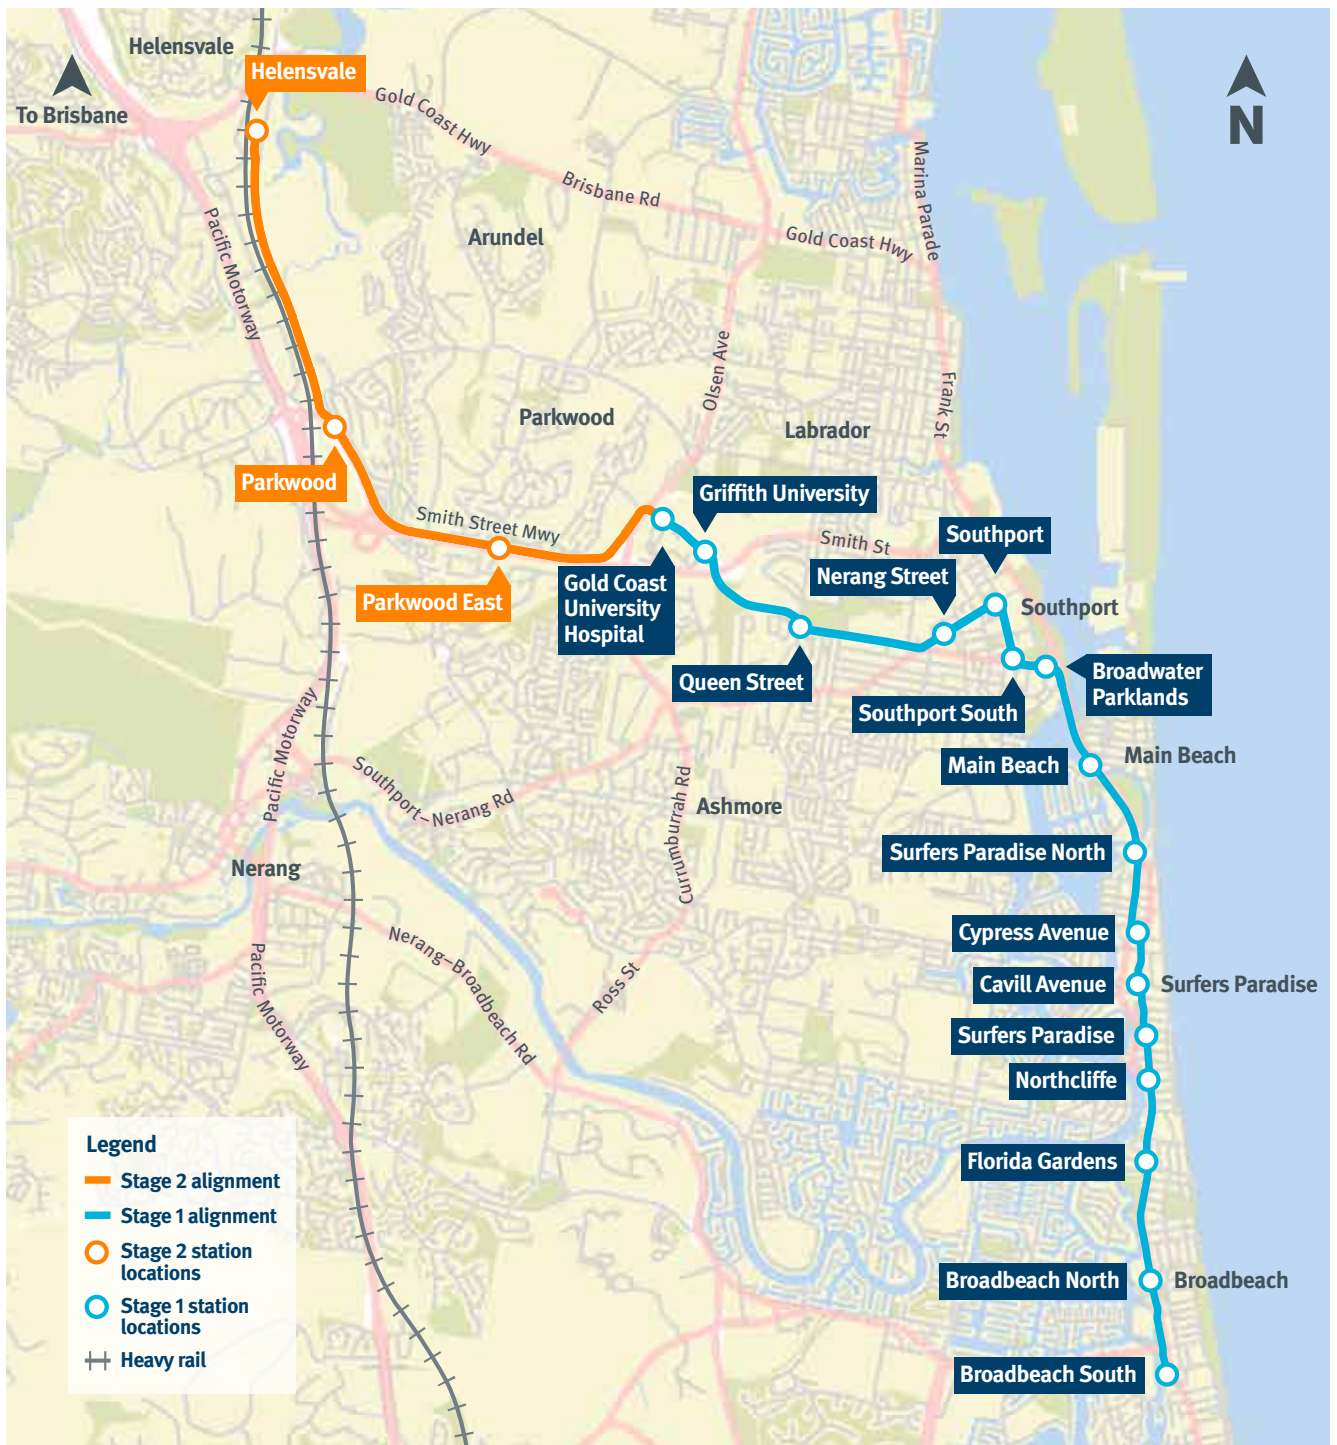 Helensvale
Helensvale
To Brisbane
N
Gold Coast Hwy
Brisbane Rd
Gold Coast Hwy
Marina Parade
Pacific Motorway
Arundel
Olsen Ave
Frank St
Parkwood
Labrador
Parkwood
Griffith University
Smith Street Mwy
Smith St
Southport
Nerang Street
Gold Coast
University
Hospital
Parkwood East
Southport
Queen Street
Broadwater
Parklands
Southport South
Pacific Motorway
Main Beach
Main Beach
Southport–Nerang Rd
Currumburrah Rd
Ashmore
Surfers Paradise North
Nerang
Cypress Avenue
Nerang–Broadbeach Rd
Ross St
Pacific Motorway
Cavill Avenue
Surfers Paradise
Surfers Paradise
Northcliffe
Florida Gardens
Broadbeach North
Broadbeach
Broadbeach South
Legend
Stage 2 alignment
Stage 1 alignment
Stage 2 station
locations
Stage 1 station
locations
Heavy rail